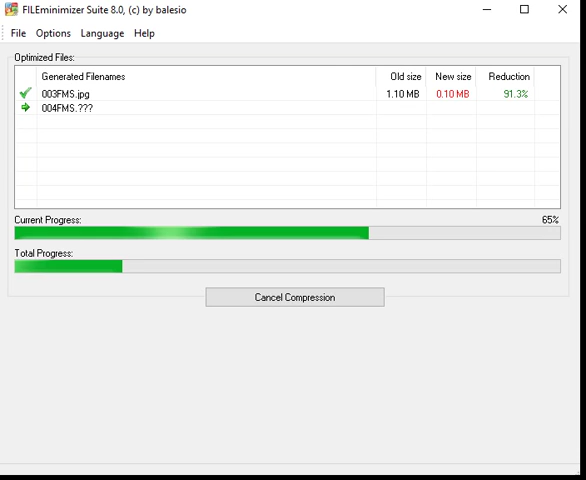 FILEminimizer Suite 8.0, (c) by balesio
File Options Language Help
Optimized Files:
Generated Filenames Old size New size Reduction
003FMS.jpg 1.10 MB 0.10 MB 91.3%
004FMS.???
Current Progress: 65%
Total Progress:
Cancel Compression